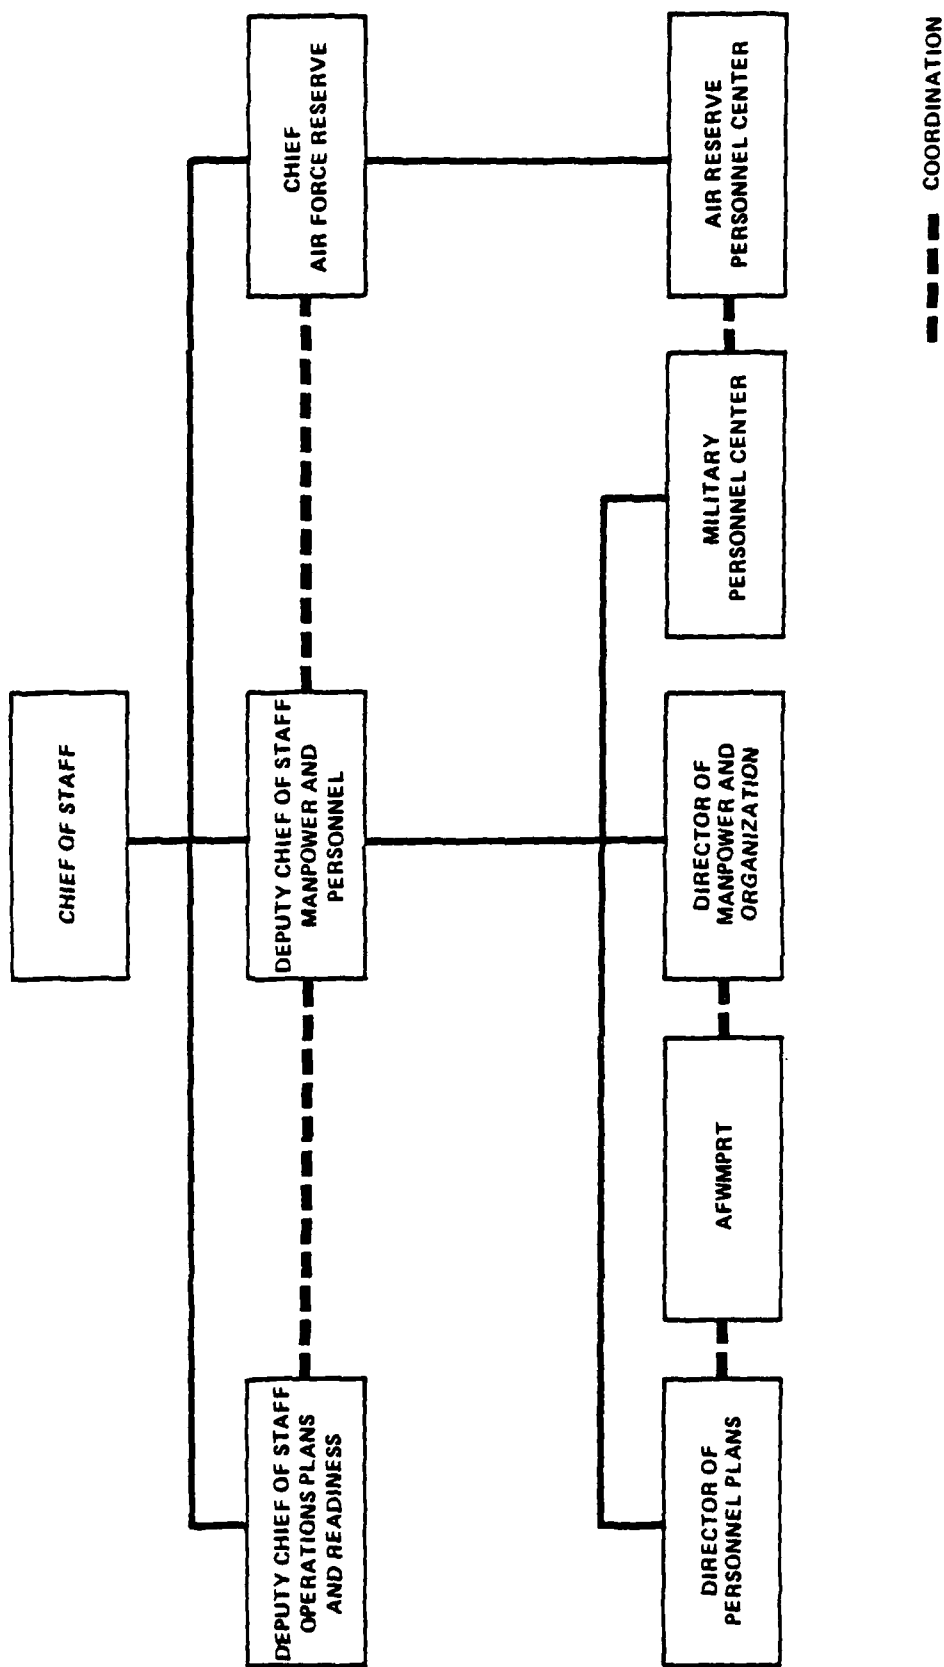 CHIEF OF STAFF
DEPUTY CHIEF OF STAFF
OPERATIONS PLANS
AND READINESS
DEPUTY CHIEF OF STAFF
MANPOWER AND
PERSONNEL
CHIEF
AIR FORCE RESERVE
DIRECTOR OF
PERSONNEL PLANS
AFWMPRT
DIRECTOR OF
MANPOWER AND
ORGANIZATION
MILITARY
PERSONNEL CENTER
AIR RESERVE
PERSONNEL CENTER
COORDINATION